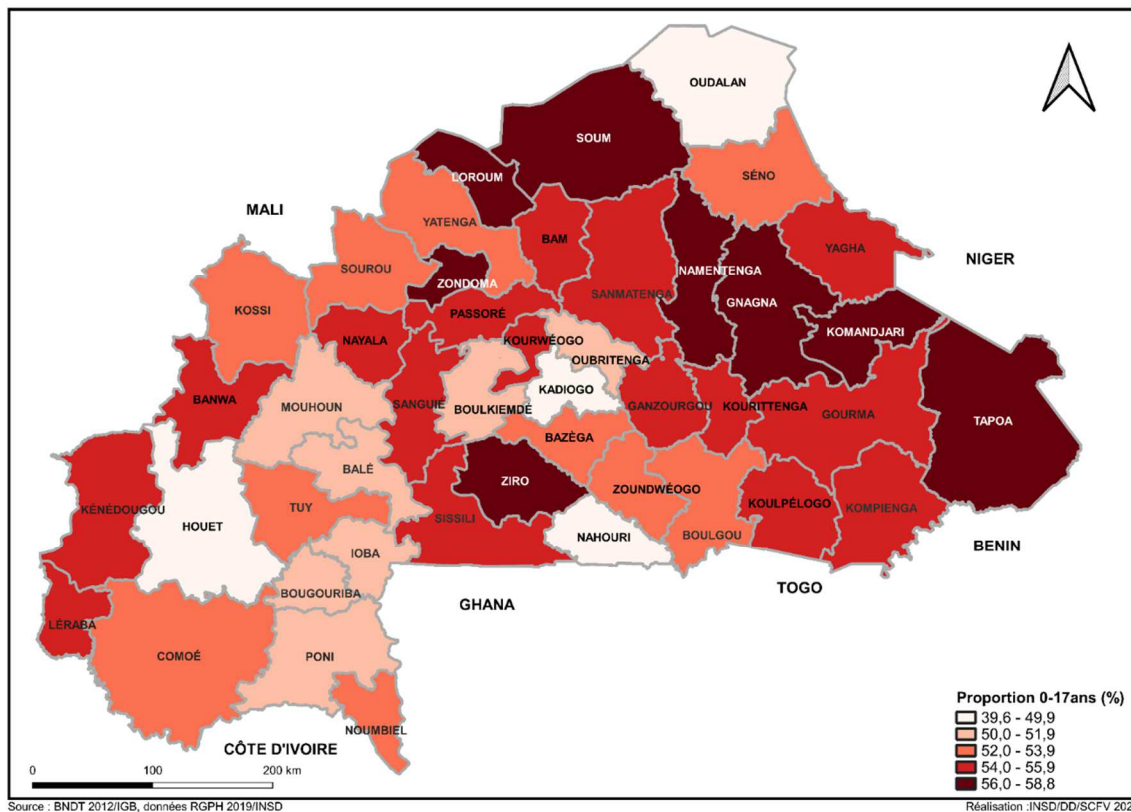 OUDALAN
SOUM
SÉNO
LOROUM
MALI
YATENGA
BAM
YAGHA
NIGER
SOUROU
NAMENTENGA
ZONDOMA
SANMATENGA
GNAGNA
KOSSI
PASSORÉ
KOMANDJARI
NAYALA
KOURWÉOGO
OUBRITENGA
KADIOGO
BANWA
MOUHOUN
SANGUIÉ
BOULKIEMDÉ
GANZOURGOU
KOURITTENGA
GOURMA
TAPOA
BAZÈGA
BALÉ
ZIRO
ZOUNDWÉOGO
KÉNÉDOUGOU
TUY
KOULPÉLOGO
KOMPIENGA
HOUET
SISSILI
NAHOURI
BOULGOU
BENIN
IOBA
TOGO
BOUGOURIBA
GHANA
LÉRABA
COMOÉ
PONI
Proportion 0-17ans (%)
39,6 - 49,9
50,0 - 51,9
52,0 - 53,9
54,0 - 55,9
56,0 - 58,8
NOUMBIEL
CÔTE D'IVOIRE
0 100 200 km
Source : BNDT 2012/IGB, données RGPH 2019/INSD
Réalisation :INSD/DD/SCFV